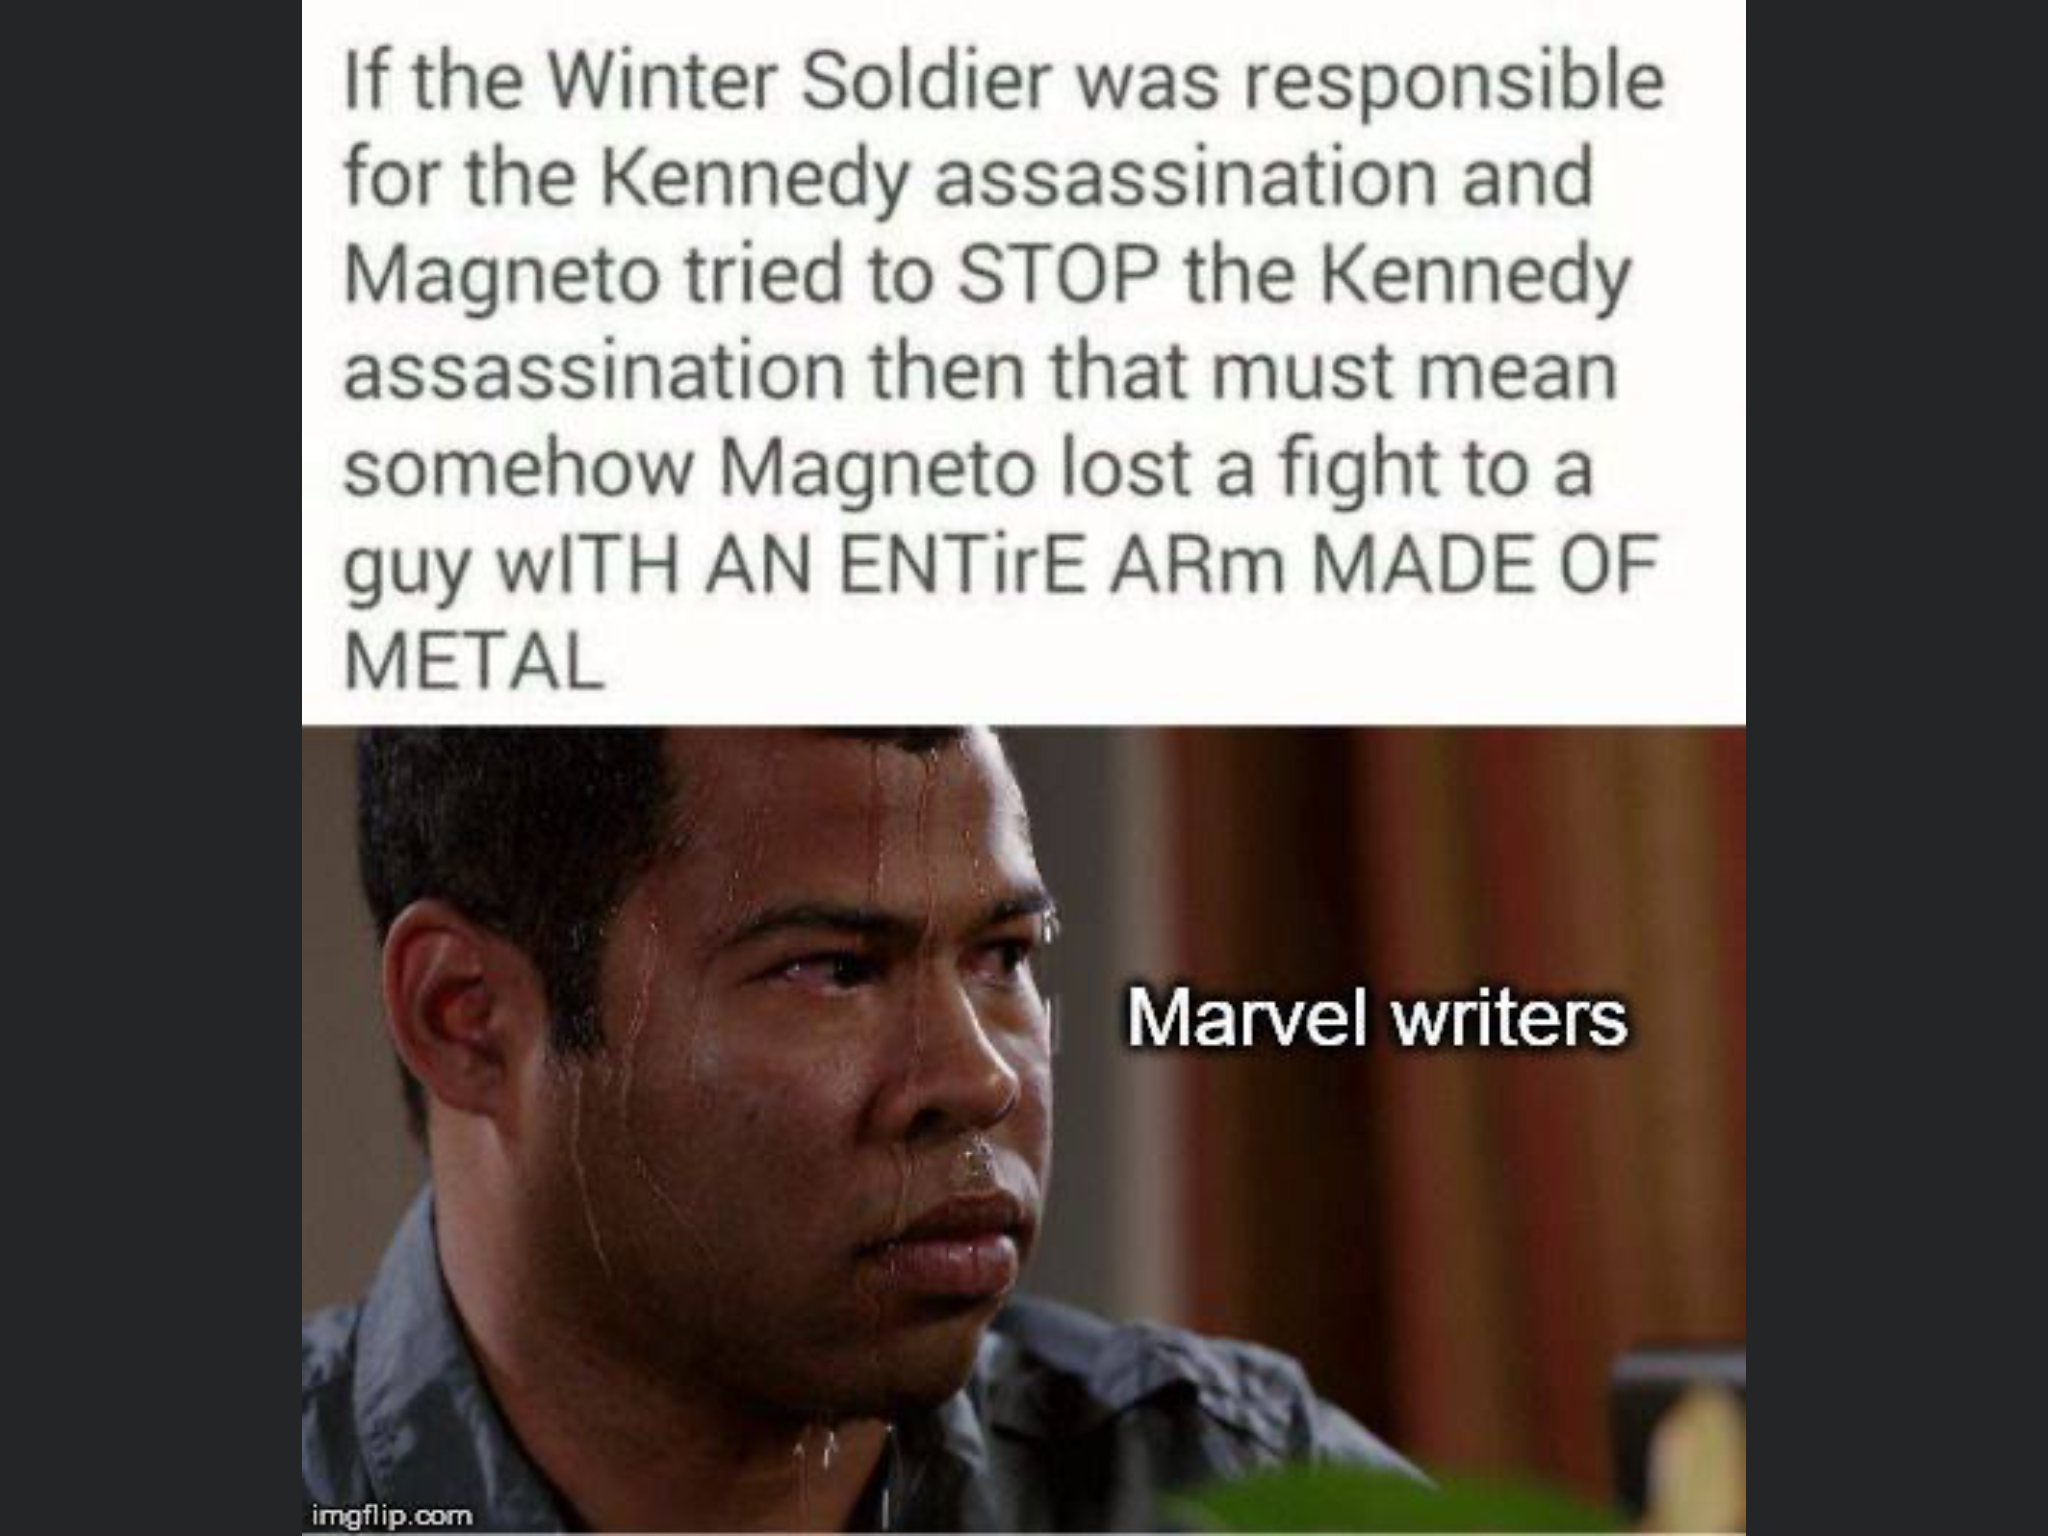 If the Winter Soldier was responsible
for the Kennedy assassination and
Magneto tried to STOP the Kennedy
assassination then that must mean
somehow Magneto lost a fight to a
guy wITH AN ENTirE ARm MADE OF
METAL
Marvel writers
imgflip.com